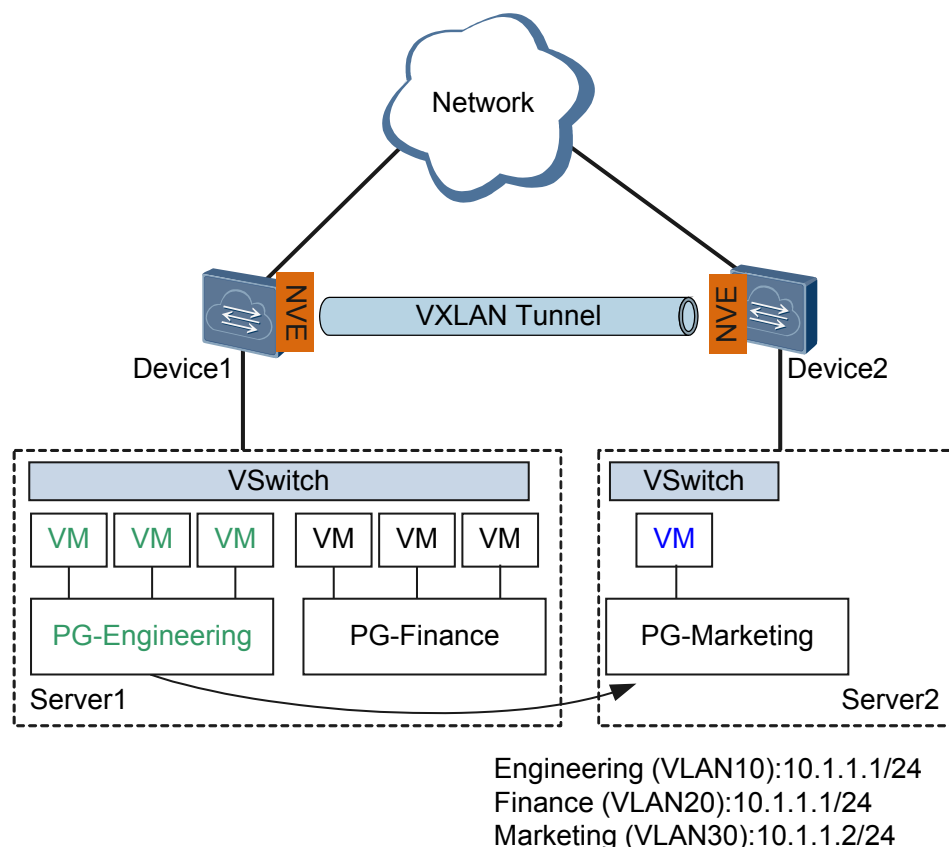 Network
NVE
VXLAN Tunnel
NVE
Device1
Device2
VSwitch
VSwitch
VM
VM
VM
VM
VM
VM
VM
PG-Engineering
PG-Finance
PG-Marketing
Server1
Server2
Engineering (VLAN10):10.1.1.1/24
Finance (VLAN20):10.1.1.1/24
Marketing (VLAN30):10.1.1.2/24